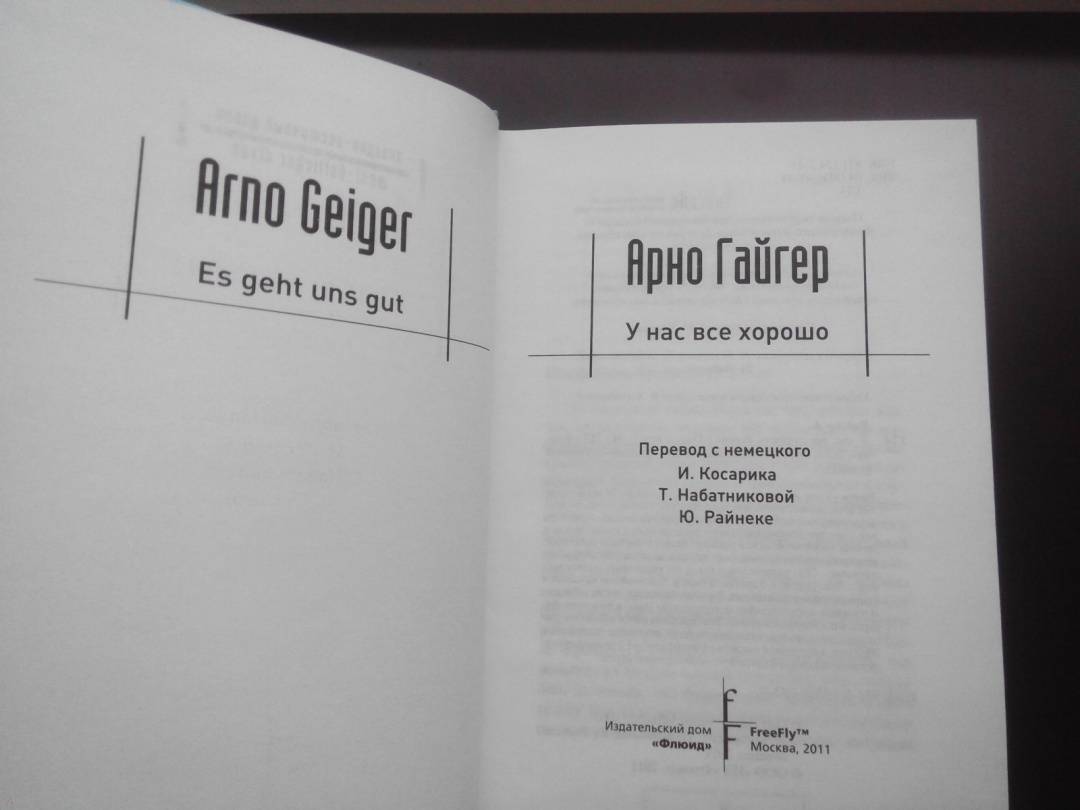 Arno Geiger
Es geht uns gut
Арно Гайгер
У нас все хорошо
Перевод с немецкого
И. Косарика
Т. Набатниковой
Ю. Райнеке
Издательский дом
«Флюид»
fF
FreeFly™
Москва, 2011